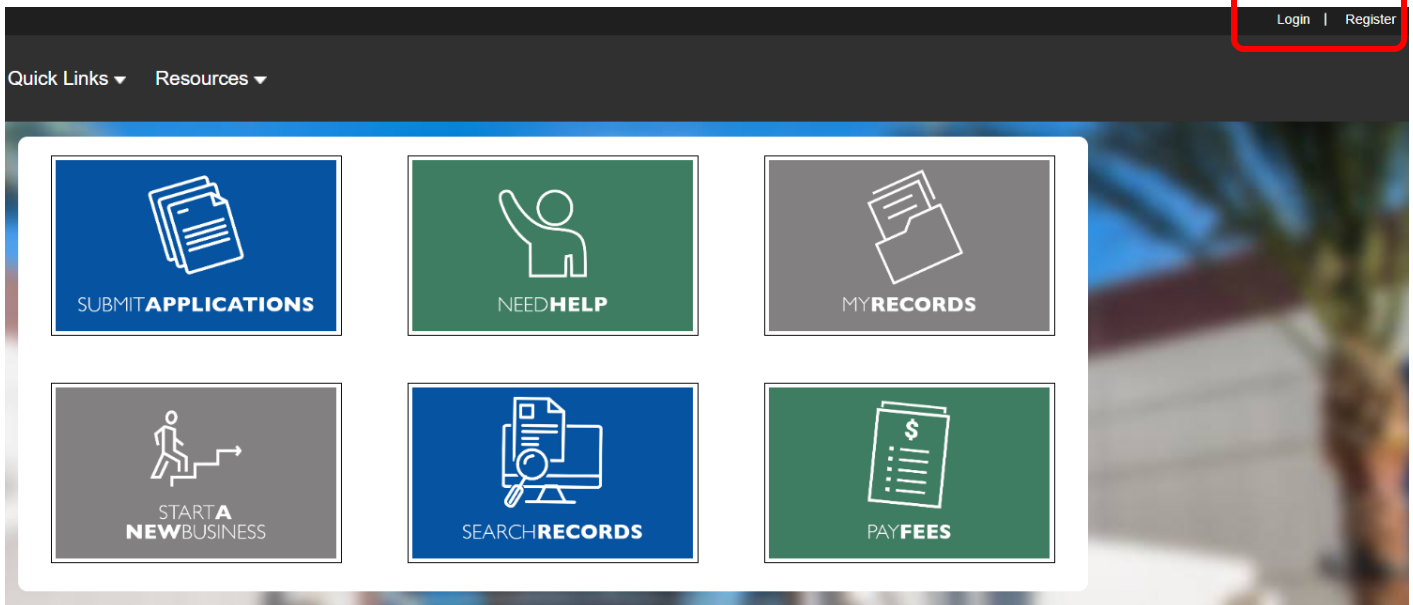 Login | Register
Quick Links Resources
SUBMITAPPLICATIONS
NEEDHELP
MYRECORDS
$
STARTA
NEWBUSINESS
SEARCHRECORDS
PAYFEES